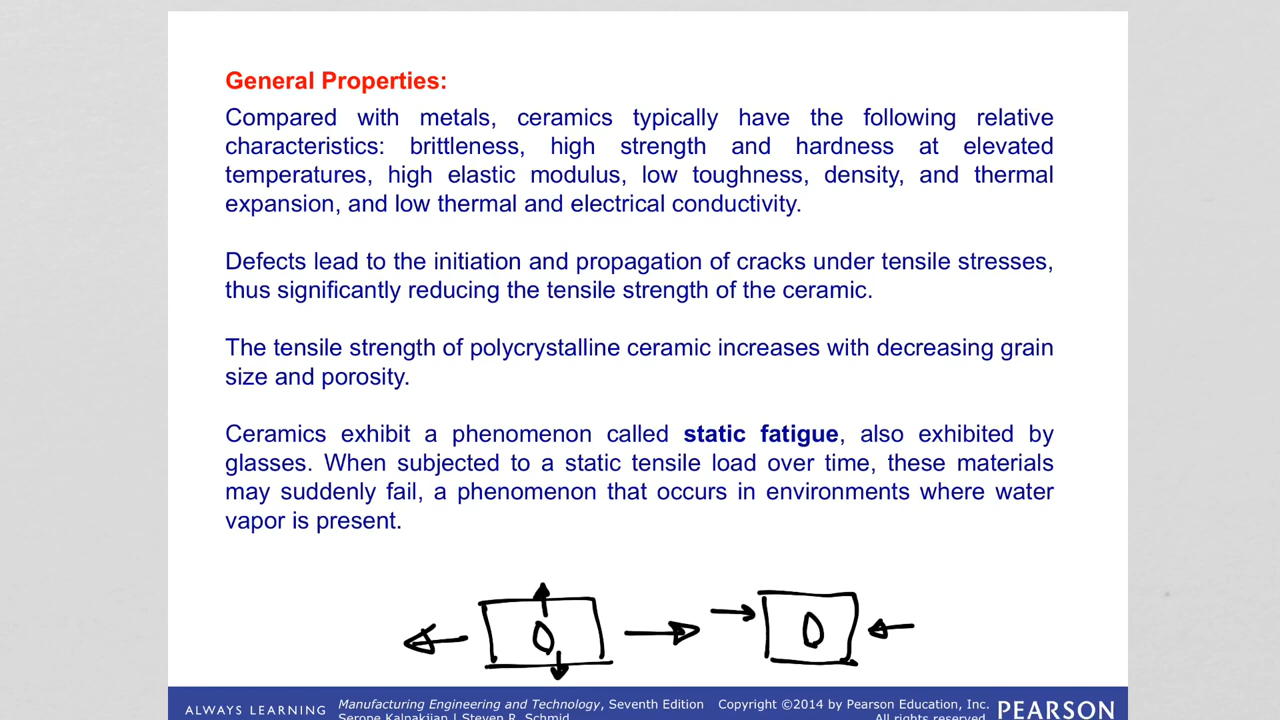 General Properties:
Compared with metals, ceramics typically have the following relative
characteristics: brittleness, high strength and hardness at elevated
temperatures, high elastic modulus, low toughness, density, and thermal
expansion, and low thermal and electrical conductivity.
Defects lead to the initiation and propagation of cracks under tensile stresses,
thus significantly reducing the tensile strength of the ceramic.
The tensile strength of polycrystalline ceramic increases with decreasing grain
size and porosity.
Ceramics exhibit a phenomenon called static fatigue, also exhibited by
glasses. When subjected to a static tensile load over time, these materials
may suddenly fail, a phenomenon that occurs in environments where water
vapor is present.
ALWAYS LEARNING
Manufacturing Engineering and Technology, Seventh Edition
Serope Kalpakjian | Steven R. Schmid
Copyright ©2014 by Pearson Education, Inc.
All rights reserved.
PEARSON